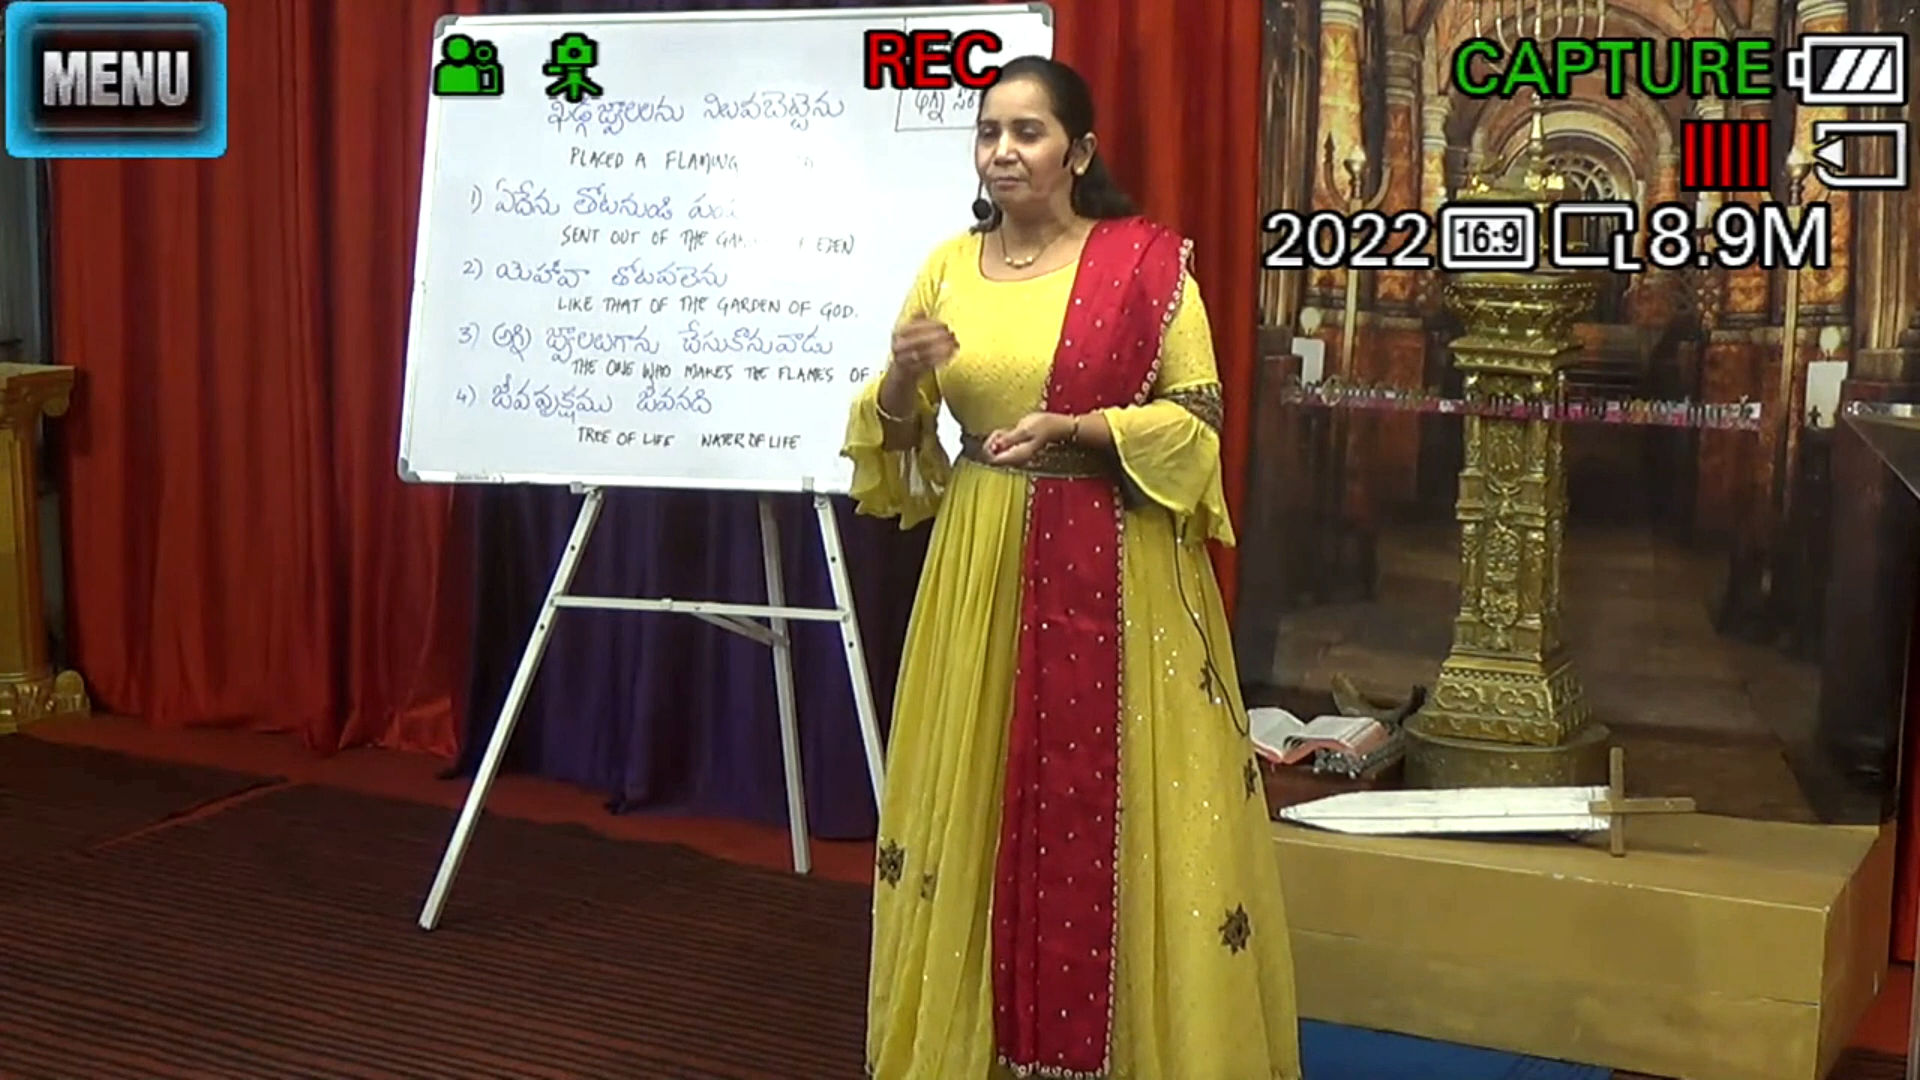 MENU
REC
CAPTURE
2022 16:9 8.9M
ఖడ్గ జ్వాలలను నిలవబెట్టెను
అగ్ని
PLACED A FLAMING
1) ఏదేను తోటనుండి
SENT OUT OF THE EDEN
2) యెహోవా తోటవలెను
LIKE THAT OF THE GARDEN OF GOD.
3) అగ్ని జ్వాలలుగాను చేసుకొనువాడు
THE ONE WHO MAKES THE FLAMES OF
4) జీవవృక్షము జీవనది
TREE OF LIFE WATER OF LIFE